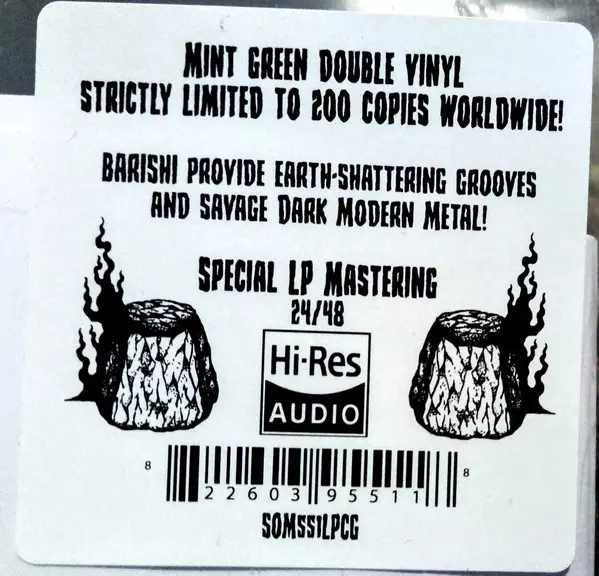 MINT GREEN DOUBLE VINYL
STRICTLY LIMITED TO 200 COPIES WORLDWIDE!
BARISHI PROVIDE EARTH-SHATTERING GROOVES
AND SAVAGE DARK MODERN METAL!
SPECIAL LP MASTERING
24/48
Hi-Res
AUDIO
8 22603 95511 8
SOM551LPCG